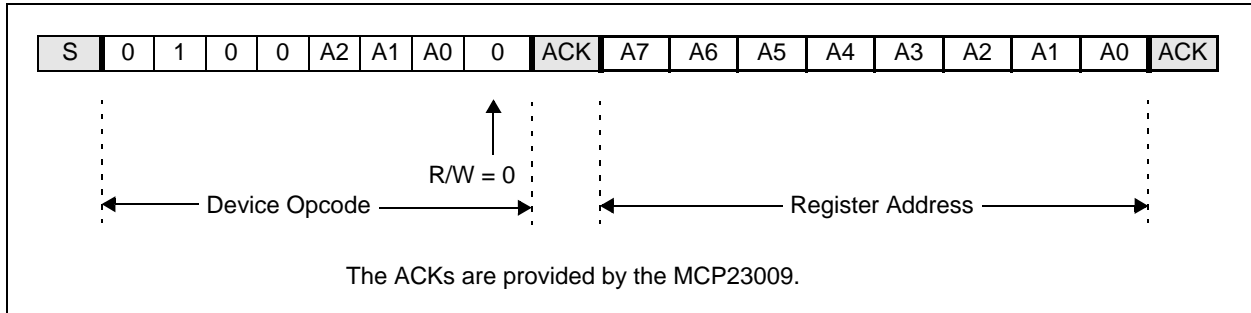 S 0 1 0 0 A2 A1 A0 0 ACK A7 A6 A5 A4 A3 A2 A1 A0 ACK
R/W = 0
Device Opcode Register Address
The ACKs are provided by the MCP23009.